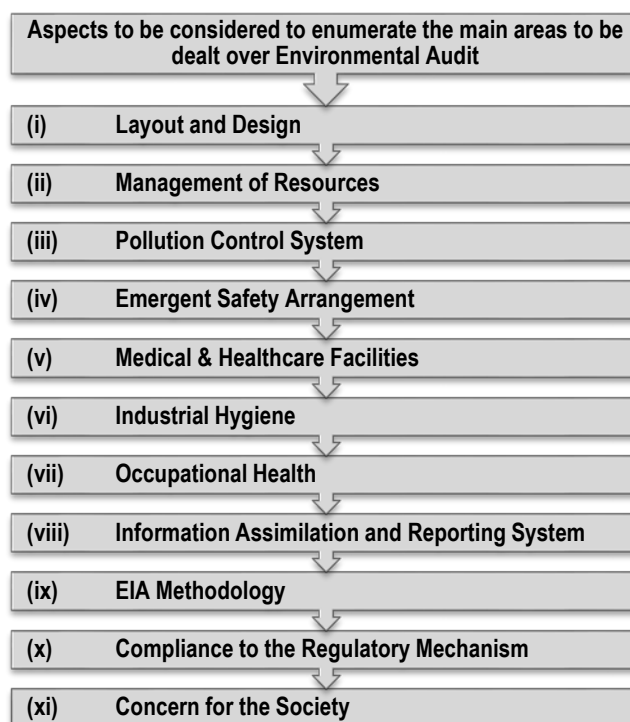 Aspects to be considered to enumerate the main areas to be
dealt over Environmental Audit
(i) Layout and Design
(ii) Management of Resources
(iii) Pollution Control System
(iv) Emergent Safety Arrangement
(v) Medical & Healthcare Facilities
(vi) Industrial Hygiene
(vii) Occupational Health
(viii) Information Assimilation and Reporting System
(ix) EIA Methodology
(x) Compliance to the Regulatory Mechanism
(xi) Concern for the Society